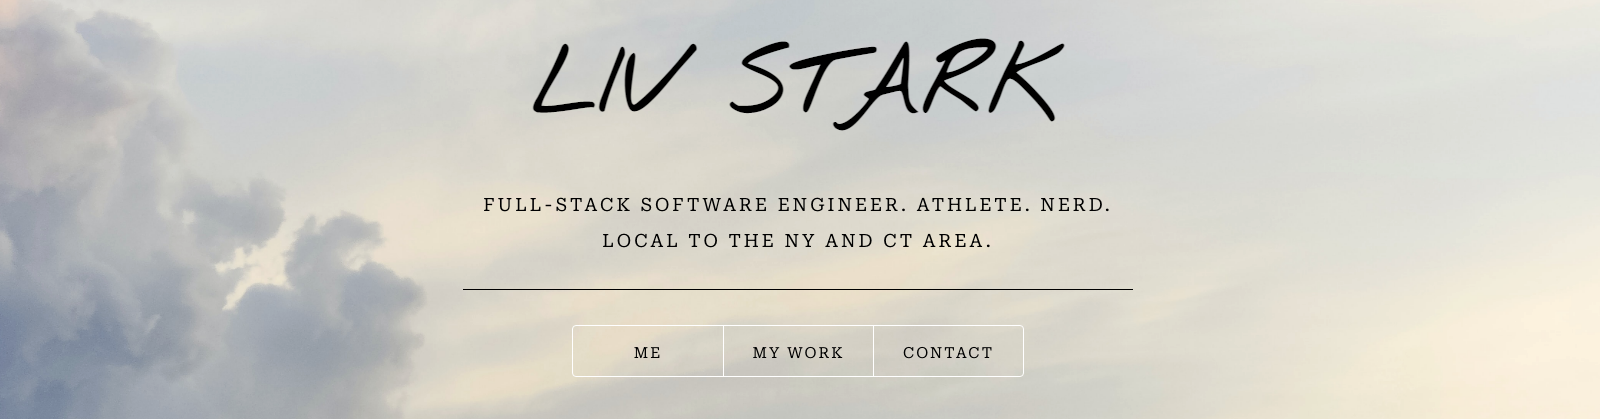 LIV STARK
FULL-STACK SOFTWARE ENGINEER. ATHLETE. NERD.
LOCAL TO THE NY AND CT AREA.
ME
MY WORK
CONTACT